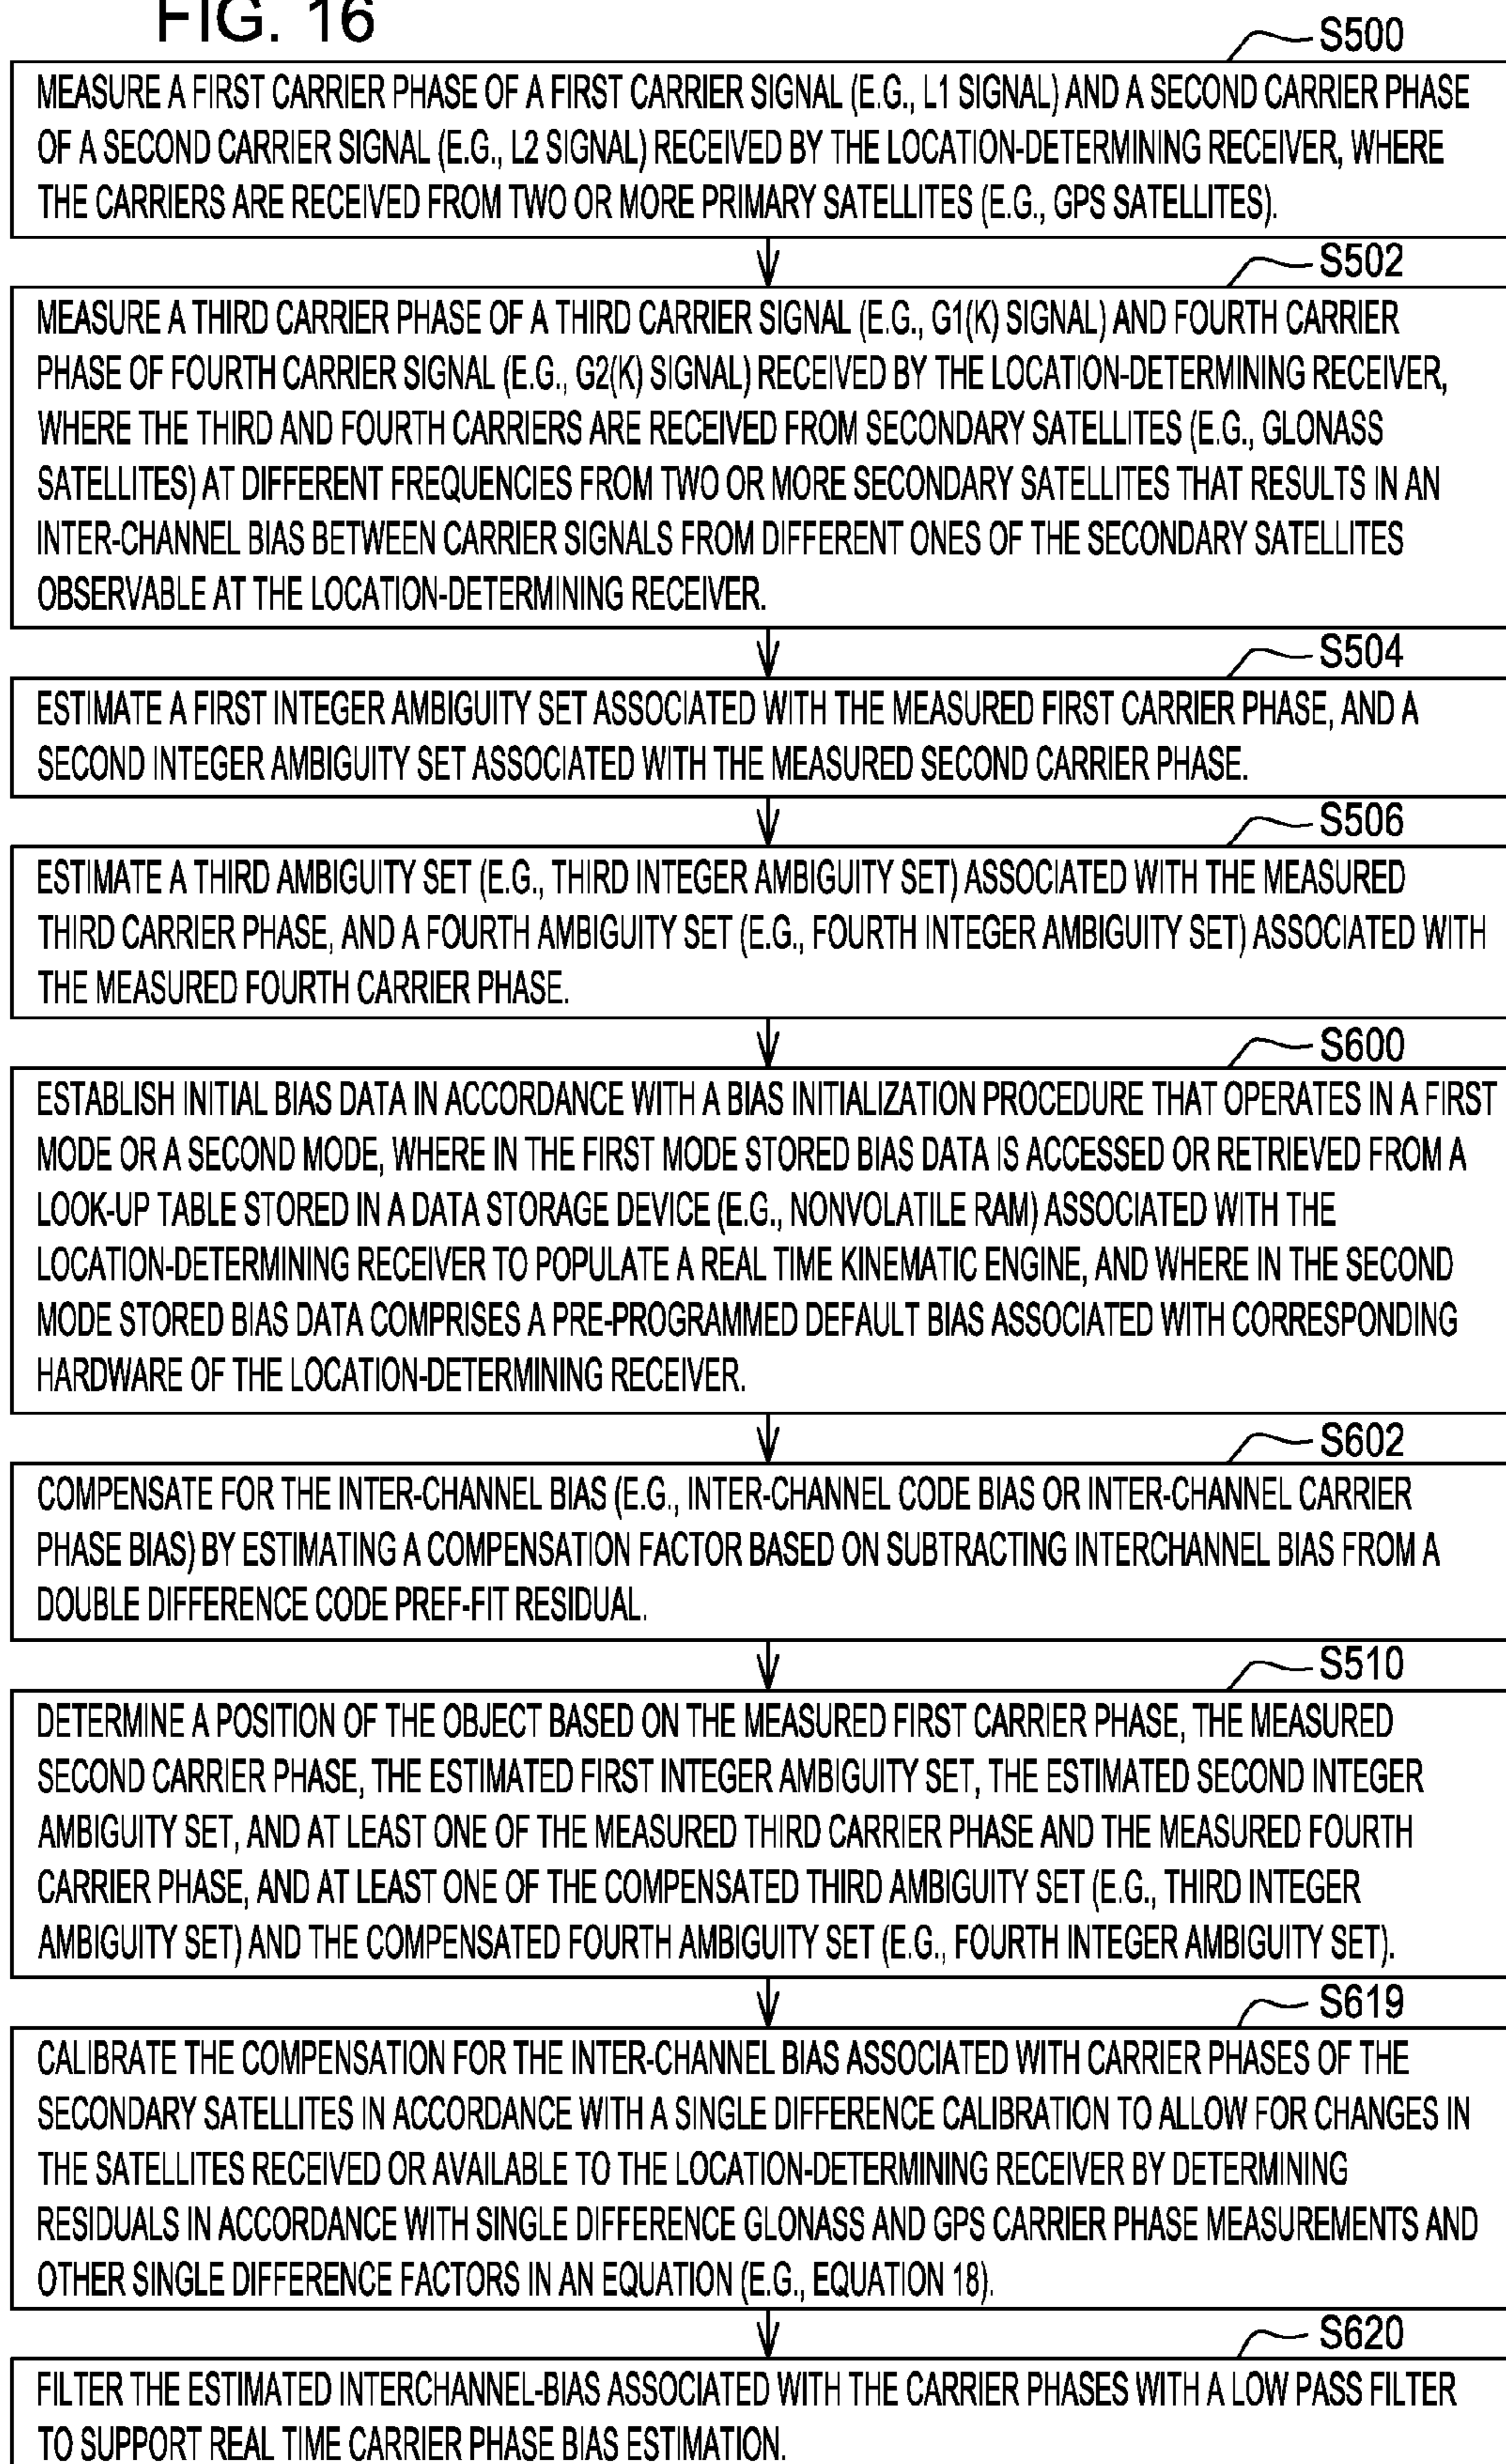 FIG. 16
S500
MEASURE A FIRST CARRIER PHASE OF A FIRST CARRIER SIGNAL (E.G., L1 SIGNAL) AND A SECOND CARRIER PHASE
OF A SECOND CARRIER SIGNAL (E.G., L2 SIGNAL) RECEIVED BY THE LOCATION-DETERMINING RECEIVER, WHERE
THE CARRIERS ARE RECEIVED FROM TWO OR MORE PRIMARY SATELLITES (E.G., GPS SATELLITES).
S502
MEASURE A THIRD CARRIER PHASE OF A THIRD CARRIER SIGNAL (E.G., G1(K) SIGNAL) AND FOURTH CARRIER
PHASE OF FOURTH CARRIER SIGNAL (E.G., G2(K) SIGNAL) RECEIVED BY THE LOCATION-DETERMINING RECEIVER,
WHERE THE THIRD AND FOURTH CARRIERS ARE RECEIVED FROM SECONDARY SATELLITES (E.G., GLONASS
SATELLITES) AT DIFFERENT FREQUENCIES FROM TWO OR MORE SECONDARY SATELLITES THAT RESULTS IN AN
INTER-CHANNEL BIAS BETWEEN CARRIER SIGNALS FROM DIFFERENT ONES OF THE SECONDARY SATELLITES
OBSERVABLE AT THE LOCATION-DETERMINING RECEIVER.
S504
ESTIMATE A FIRST INTEGER AMBIGUITY SET ASSOCIATED WITH THE MEASURED FIRST CARRIER PHASE, AND A
SECOND INTEGER AMBIGUITY SET ASSOCIATED WITH THE MEASURED SECOND CARRIER PHASE.
S506
ESTIMATE A THIRD AMBIGUITY SET (E.G., THIRD INTEGER AMBIGUITY SET) ASSOCIATED WITH THE MEASURED
THIRD CARRIER PHASE, AND A FOURTH AMBIGUITY SET (E.G., FOURTH INTEGER AMBIGUITY SET) ASSOCIATED WITH
THE MEASURED FOURTH CARRIER PHASE.
S600
ESTABLISH INITIAL BIAS DATA IN ACCORDANCE WITH A BIAS INITIALIZATION PROCEDURE THAT OPERATES IN A FIRST
MODE OR A SECOND MODE, WHERE IN THE FIRST MODE STORED BIAS DATA IS ACCESSED OR RETRIEVED FROM A
LOOK-UP TABLE STORED IN A DATA STORAGE DEVICE (E.G., NONVOLATILE RAM) ASSOCIATED WITH THE
LOCATION-DETERMINING RECEIVER TO POPULATE A REAL TIME KINEMATIC ENGINE, AND WHERE IN THE SECOND
MODE STORED BIAS DATA COMPRISES A PRE-PROGRAMMED DEFAULT BIAS ASSOCIATED WITH CORRESPONDING
HARDWARE OF THE LOCATION-DETERMINING RECEIVER.
S602
COMPENSATE FOR THE INTER-CHANNEL BIAS (E.G., INTER-CHANNEL CODE BIAS OR INTER-CHANNEL CARRIER
PHASE BIAS) BY ESTIMATING A COMPENSATION FACTOR BASED ON SUBTRACTING INTERCHANNEL BIAS FROM A
DOUBLE DIFFERENCE CODE PREF-FIT RESIDUAL.
S510
DETERMINE A POSITION OF THE OBJECT BASED ON THE MEASURED FIRST CARRIER PHASE, THE MEASURED
SECOND CARRIER PHASE, THE ESTIMATED FIRST INTEGER AMBIGUITY SET, THE ESTIMATED SECOND INTEGER
AMBIGUITY SET, AND AT LEAST ONE OF THE MEASURED THIRD CARRIER PHASE AND THE MEASURED FOURTH
CARRIER PHASE, AND AT LEAST ONE OF THE COMPENSATED THIRD AMBIGUITY SET (E.G., THIRD INTEGER
AMBIGUITY SET) AND THE COMPENSATED FOURTH AMBIGUITY SET (E.G., FOURTH INTEGER AMBIGUITY SET).
S619
CALIBRATE THE COMPENSATION FOR THE INTER-CHANNEL BIAS ASSOCIATED WITH CARRIER PHASES OF THE
SECONDARY SATELLITES IN ACCORDANCE WITH A SINGLE DIFFERENCE CALIBRATION TO ALLOW FOR CHANGES IN
THE SATELLITES RECEIVED OR AVAILABLE TO THE LOCATION-DETERMINING RECEIVER BY DETERMINING
RESIDUALS IN ACCORDANCE WITH SINGLE DIFFERENCE GLONASS AND GPS CARRIER PHASE MEASUREMENTS AND
OTHER SINGLE DIFFERENCE FACTORS IN AN EQUATION (E.G., EQUATION 18).
S620
FILTER THE ESTIMATED INTERCHANNEL-BIAS ASSOCIATED WITH THE CARRIER PHASES WITH A LOW PASS FILTER
TO SUPPORT REAL TIME CARRIER PHASE BIAS ESTIMATION.